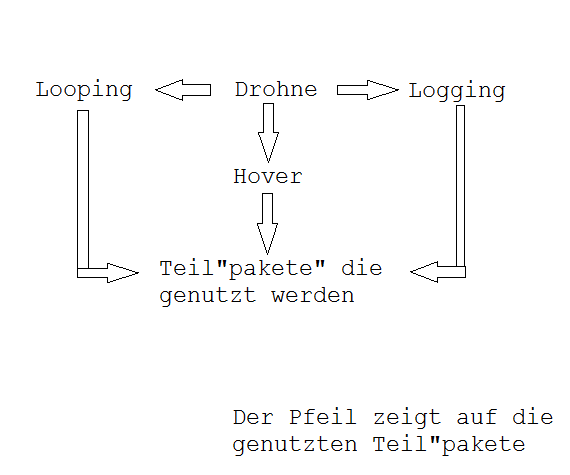 Looping Drohne Logging
Hover
Teil"pakete" die
genutzt werden
Der Pfeil zeigt auf die
genutzten Teil"pakete